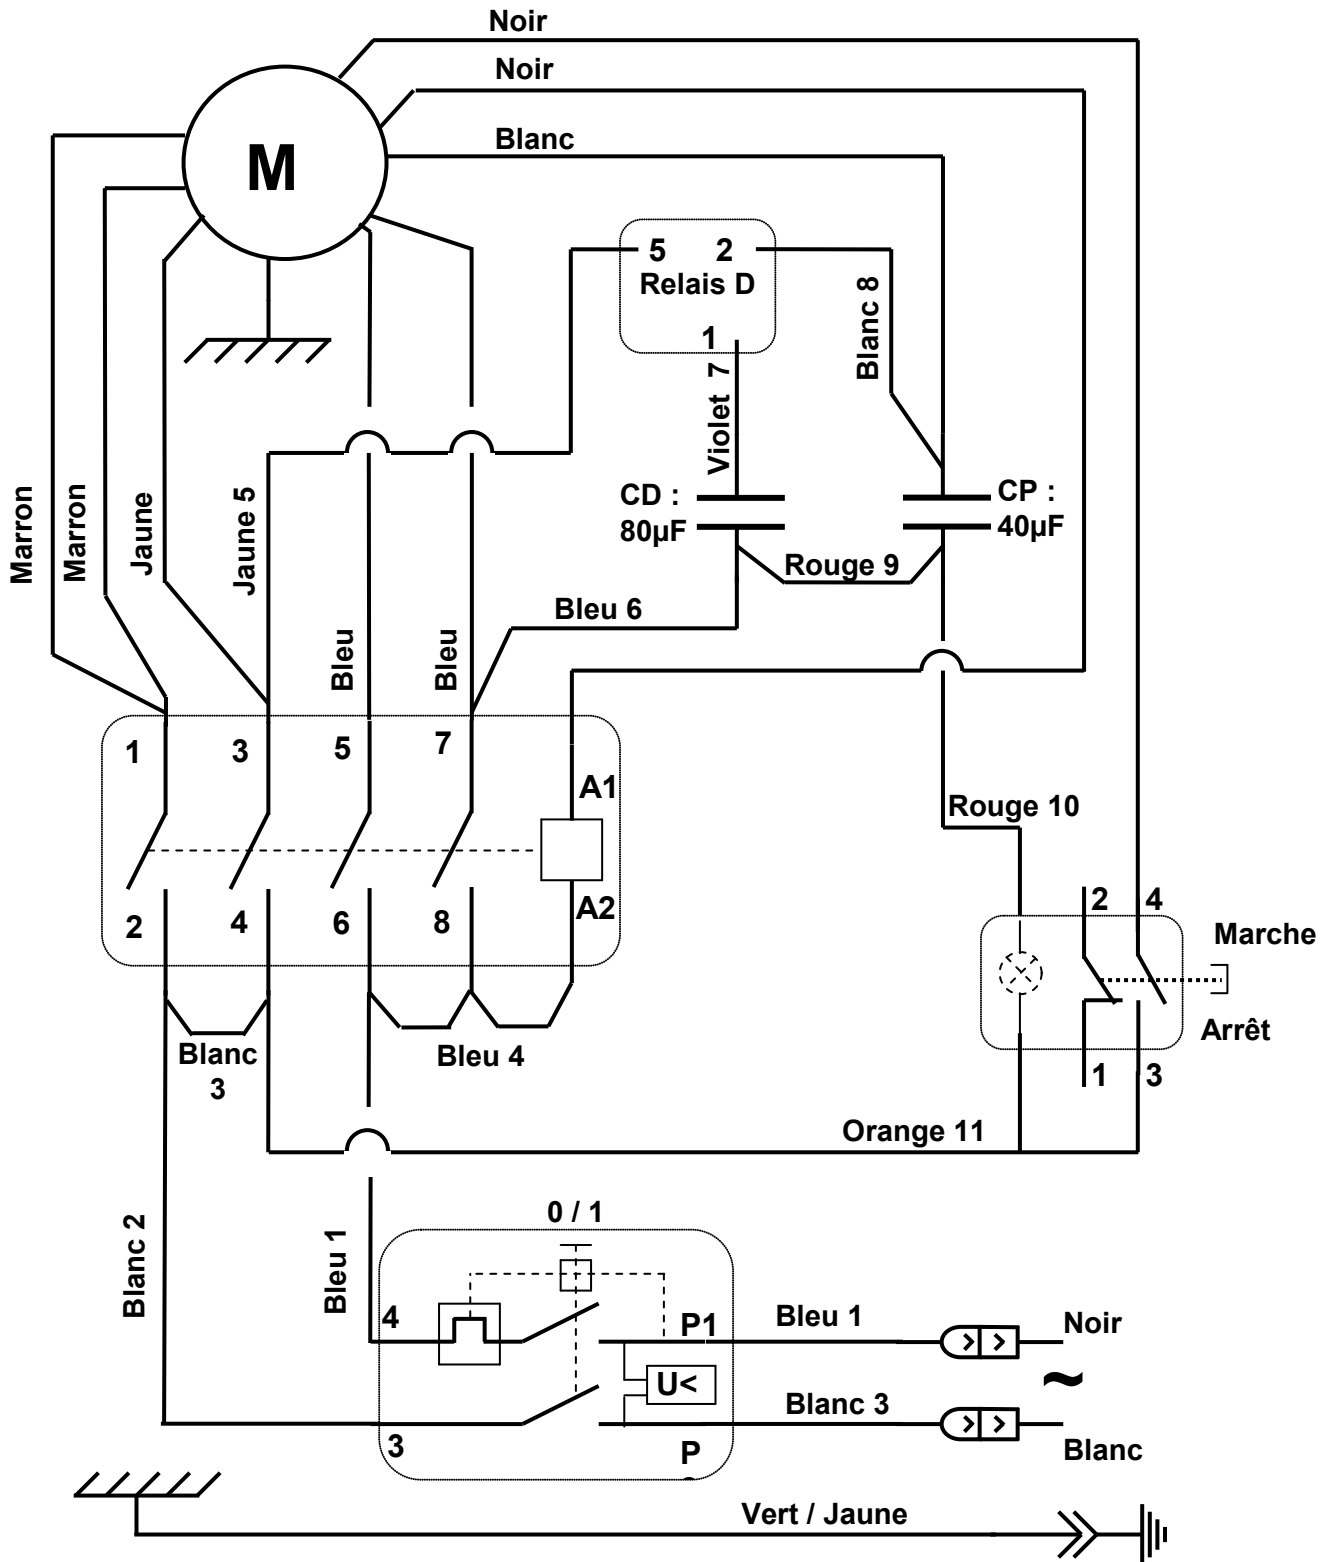 Noir
Noir
Blanc
M
5 2
Relais D
1
Blanc 8
Violet 7
CD :
80µF
CP :
40µF
Rouge 9
Marron
Marron
Jaune
Jaune 5
Bleu
Bleu
Bleu 6
1 3 5 7
A1
Rouge 10
2 4 6 8
A2
2 4
Marche
Arrêt
1 3
Blanc
3
Bleu 4
Orange 11
Blanc 2
Bleu 1
0 / 1
4
P1
Bleu 1
Noir
U<
~
Blanc 3
3
P
Blanc
Vert / Jaune